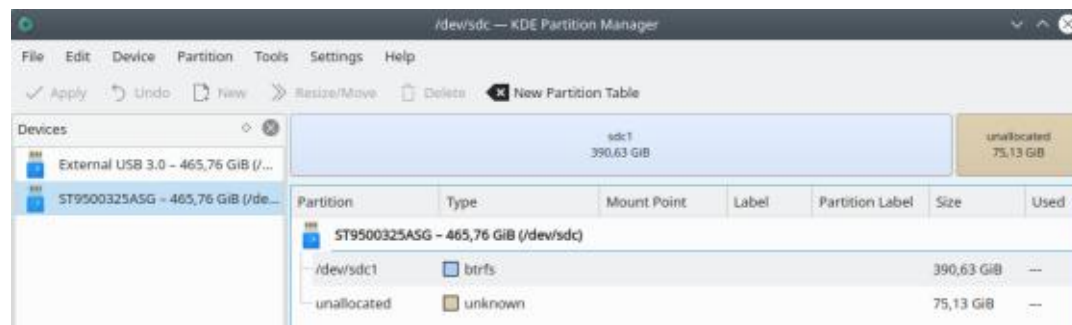 /dev/sdc — KDE Partition Manager
File Edit Device Partition Tools Settings Help
Apply Undo New Resize/Move Delete New Partition Table
Devices
External USB 3.0 – 465,76 GiB (/...
ST9500325ASG – 465,76 GiB (/de...
sdc1
390,63 GiB
unallocated
75,13 GiB
Partition Type Mount Point Label Partition Label Size Used
ST9500325ASG – 465,76 GiB (/dev/sdc)
/dev/sdc1 btrfs 390,63 GiB ---
unallocated unknown 75,13 GiB ---